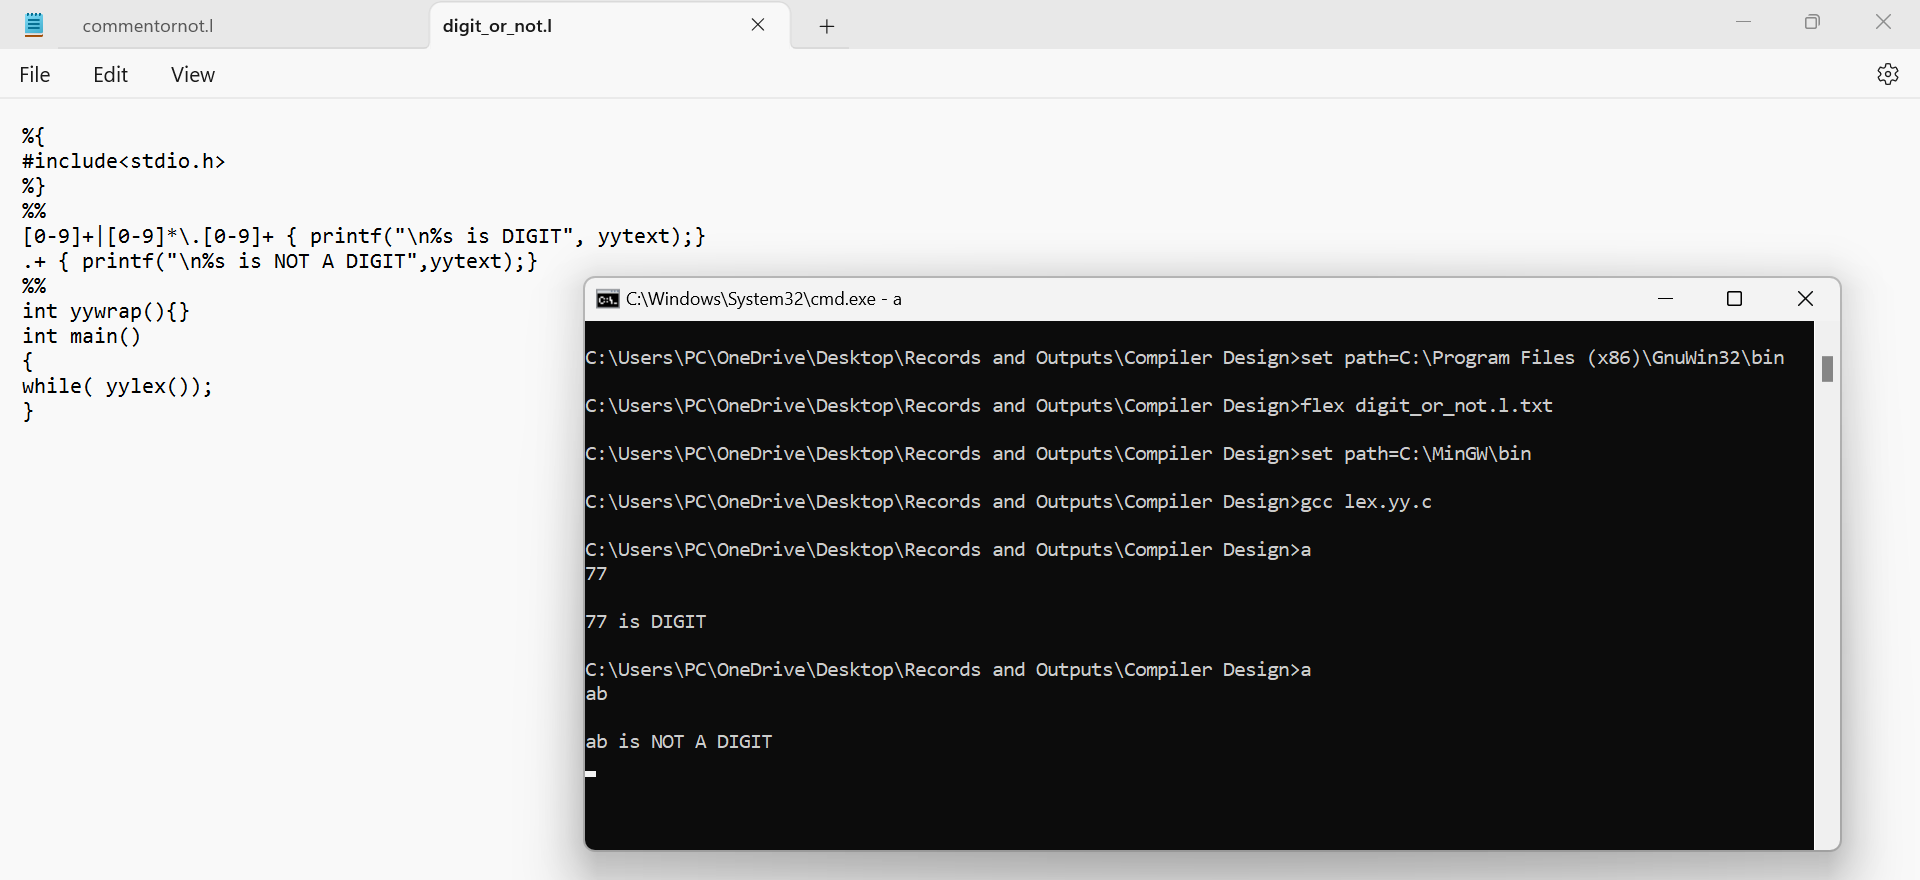 commentornot.l
digit_or_not.l
File Edit View
%{
#include<stdio.h>
%}
%%
[0-9]+|[0-9]*\.[0-9]+ { printf("\n%s is DIGIT", yytext);}
.+ { printf("\n%s is NOT A DIGIT",yytext);}
%%
int yywrap(){}
int main()
{
while( yylex());
}
C:\Windows\System32\cmd.exe - a
C:\Users\PC\OneDrive\Desktop\Records and Outputs\Compiler Design>set path=C:\Program Files (x86)\GnuWin32\bin
C:\Users\PC\OneDrive\Desktop\Records and Outputs\Compiler Design>flex digit_or_not.l.txt
C:\Users\PC\OneDrive\Desktop\Records and Outputs\Compiler Design>set path=C:\MinGW\bin
C:\Users\PC\OneDrive\Desktop\Records and Outputs\Compiler Design>gcc lex.yy.c
C:\Users\PC\OneDrive\Desktop\Records and Outputs\Compiler Design>a
77
77 is DIGIT
C:\Users\PC\OneDrive\Desktop\Records and Outputs\Compiler Design>a
ab
ab is NOT A DIGIT